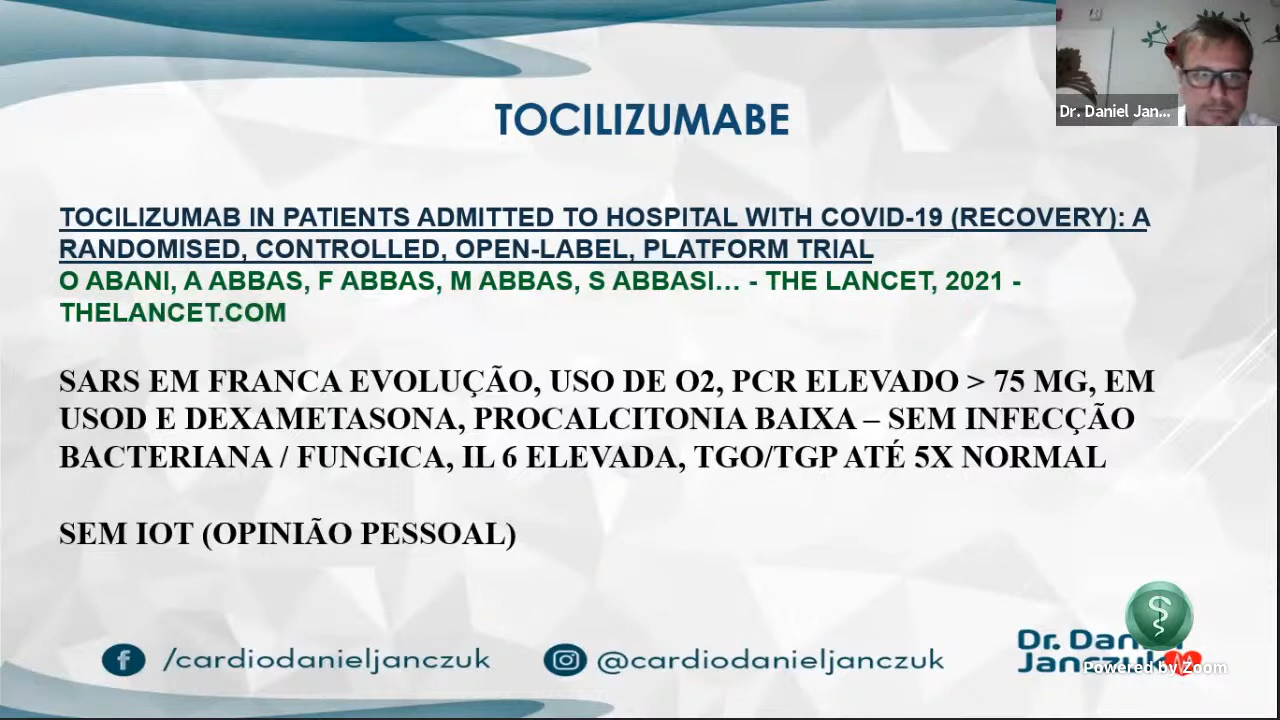 Dr. Daniel Jan...
TOCILIZUMABE
TOCILIZUMAB IN PATIENTS ADMITTED TO HOSPITAL WITH COVID-19 (RECOVERY): A
RANDOMISED, CONTROLLED, OPEN-LABEL, PLATFORM TRIAL
O ABANI, A ABBAS, F ABBAS, M ABBAS, S ABBASI… - THE LANCET, 2021 -
THELANCET.COM
SARS EM FRANCA EVOLUÇÃO, USO DE O2, PCR ELEVADO > 75 MG, EM
USOD E DEXAMETASONA, PROCALCITONIA BAIXA – SEM INFECÇÃO
BACTERIANA / FUNGICA, IL 6 ELEVADA, TGO/TGP ATÉ 5X NORMAL
SEM IOT (OPINIÃO PESSOAL)
/cardiodanieljanczuk
@cardiodanieljanczuk
Dr.
Powered by Zoom